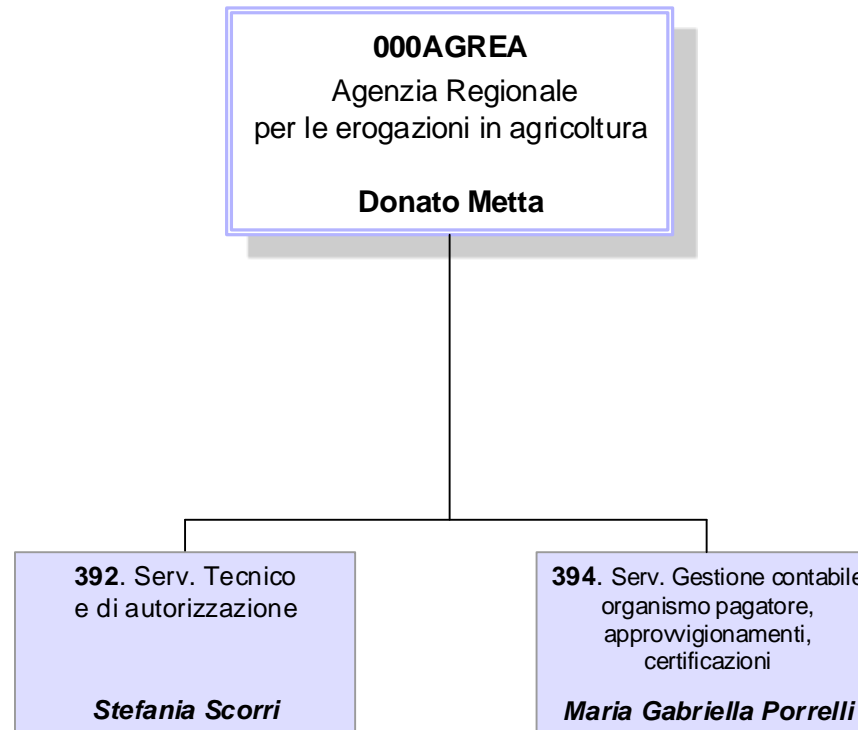 000AGREA
Agenzia Regionale
per le erogazioni in agricoltura
Donato Metta
392. Serv. Tecnico
e di autorizzazione
Stefania Scorri
394. Serv. Gestione contabile
organismo pagatore,
approvvigionamenti,
certificazioni
Maria Gabriella Porrelli